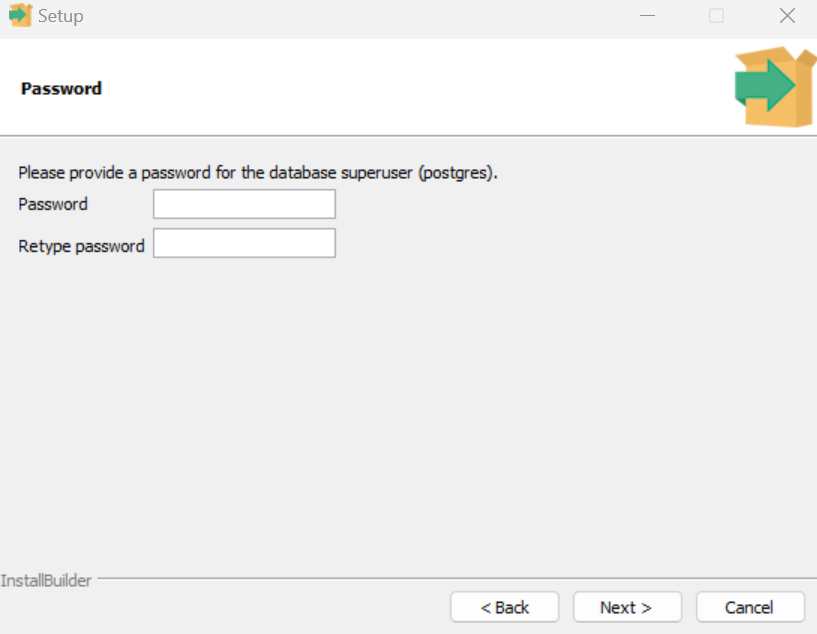 Setup
Password
Please provide a password for the database superuser (postgres).
Password
Retype password
InstallBuilder
< Back
Next >
Cancel